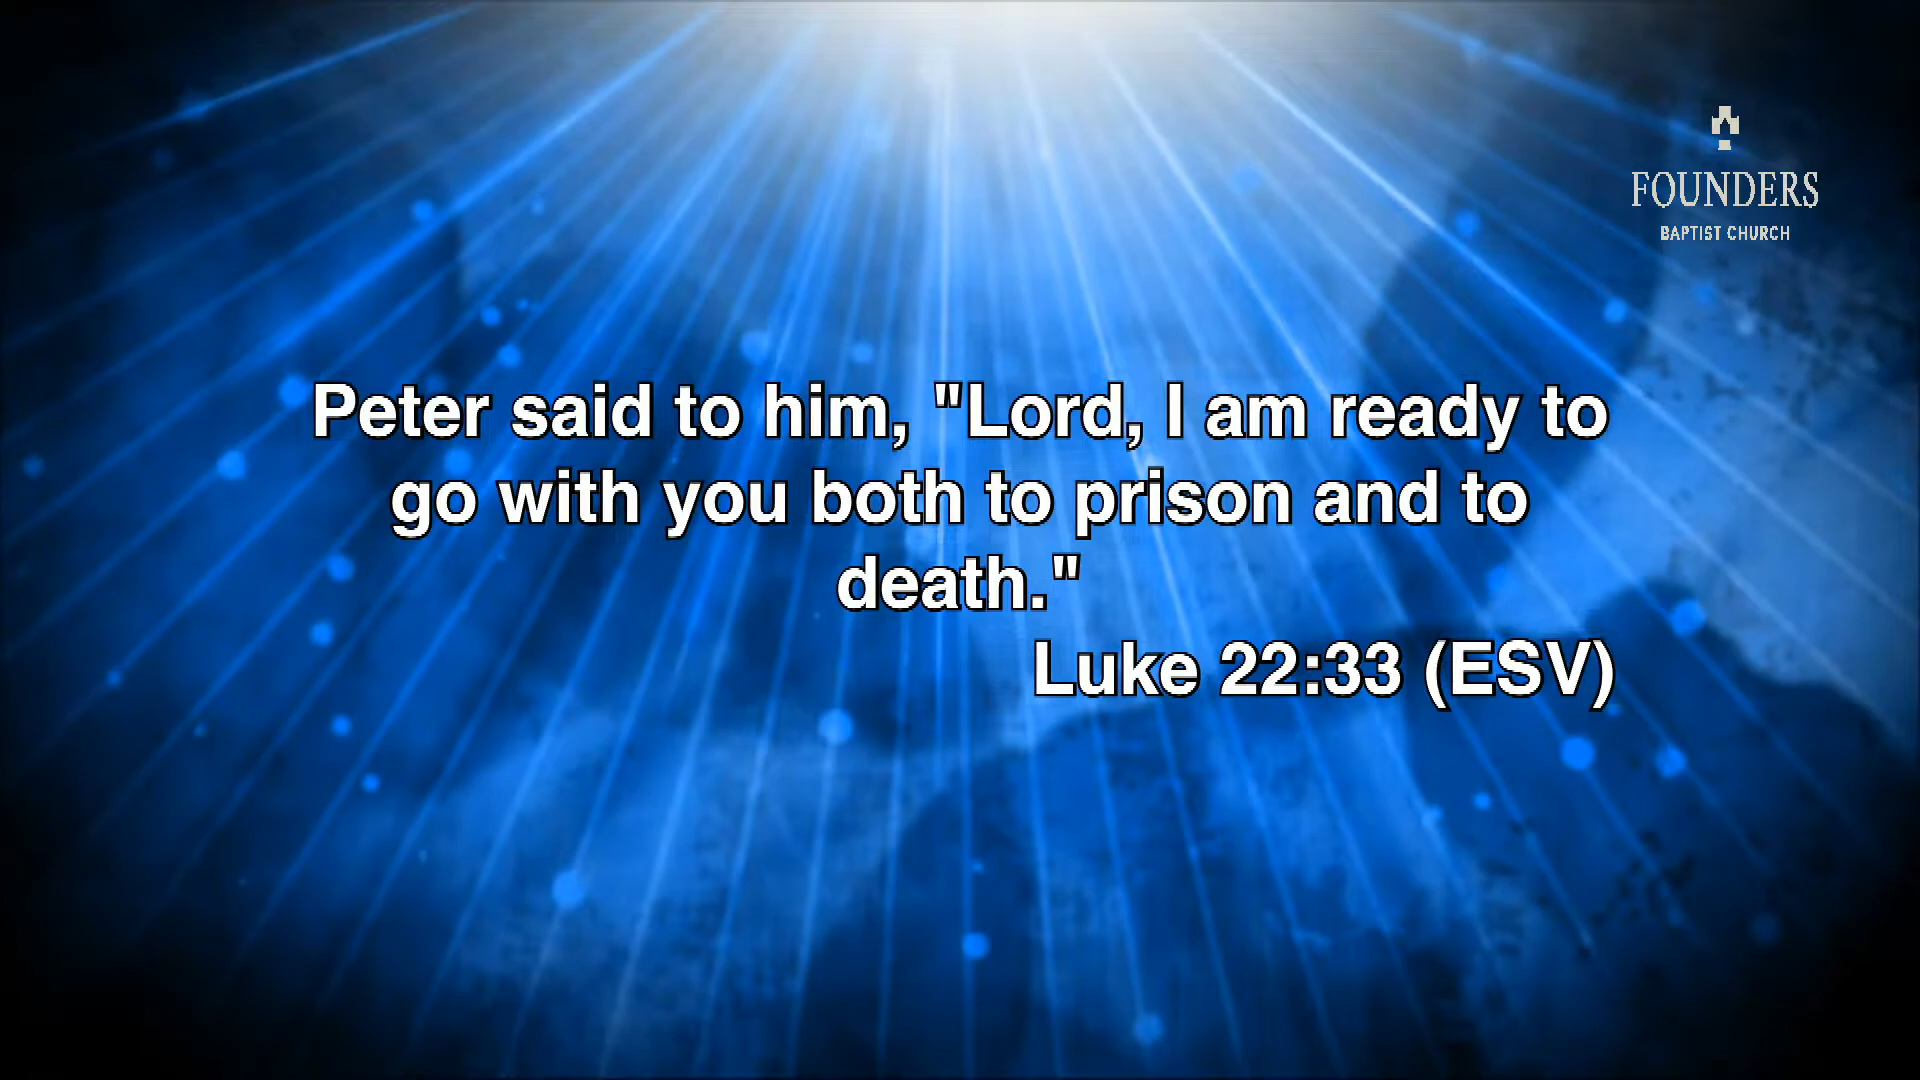 FOUNDERS
BAPTIST CHURCH
Peter said to him, "Lord, I am ready to
go with you both to prison and to
death."
Luke 22:33 (ESV)